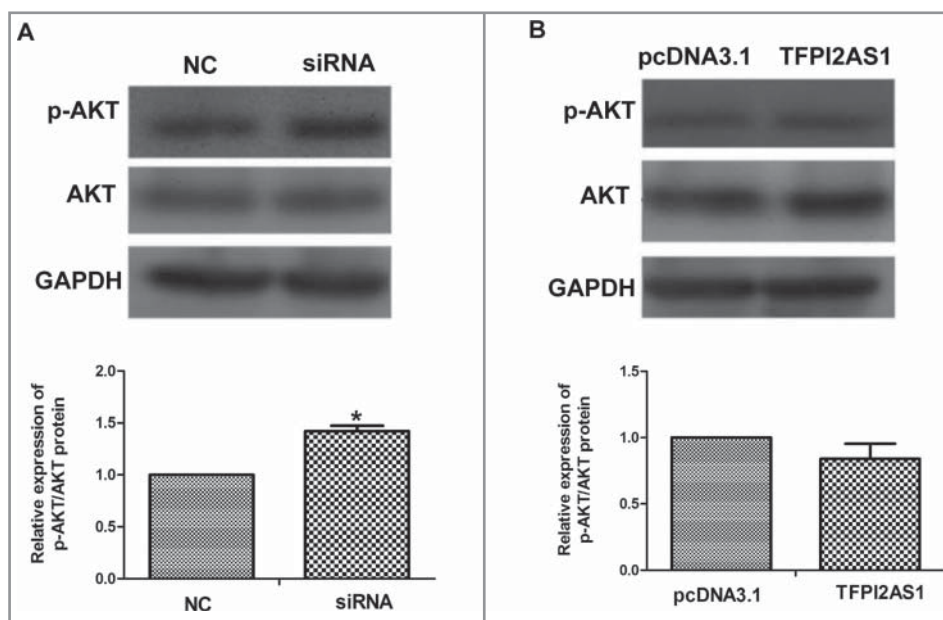 A
NC siRNA
p-AKT
AKT
GAPDH
Relative expression of
p-AKT/AKT protein
2.0
1.5
1.0
0.5
0.0
*
NC siRNA
B
pcDNA3.1 TFPI2AS1
p-AKT
AKT
GAPDH
Relative expression of
p-AKT/AKT protein
1.5
1.0
0.5
0.0
pcDNA3.1 TFPI2AS1